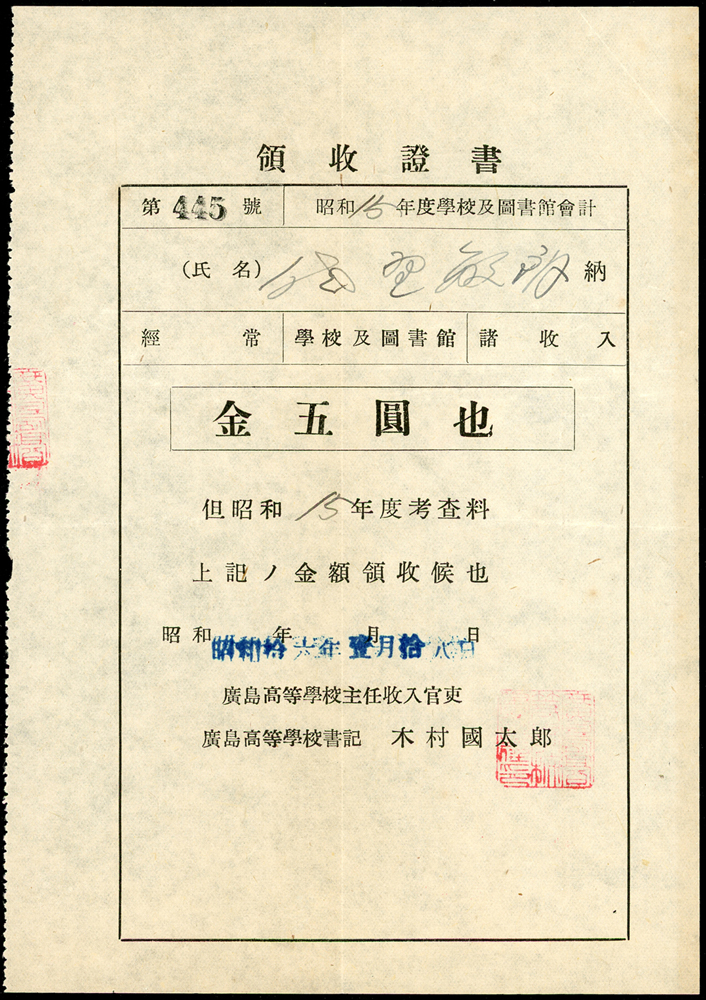 領收證書
第 445 號 昭和15年度學校及圖書館會計
(氏名) 納
經常 學校及圖書館 諸收入
金五圓也
但昭和15年度考查料
上記ノ金額領收候也
昭和 年 月 日
昭和拾六年壹月拾八日
廣島高等學校主任收入官吏
廣島高等學校書記 木村國太郎